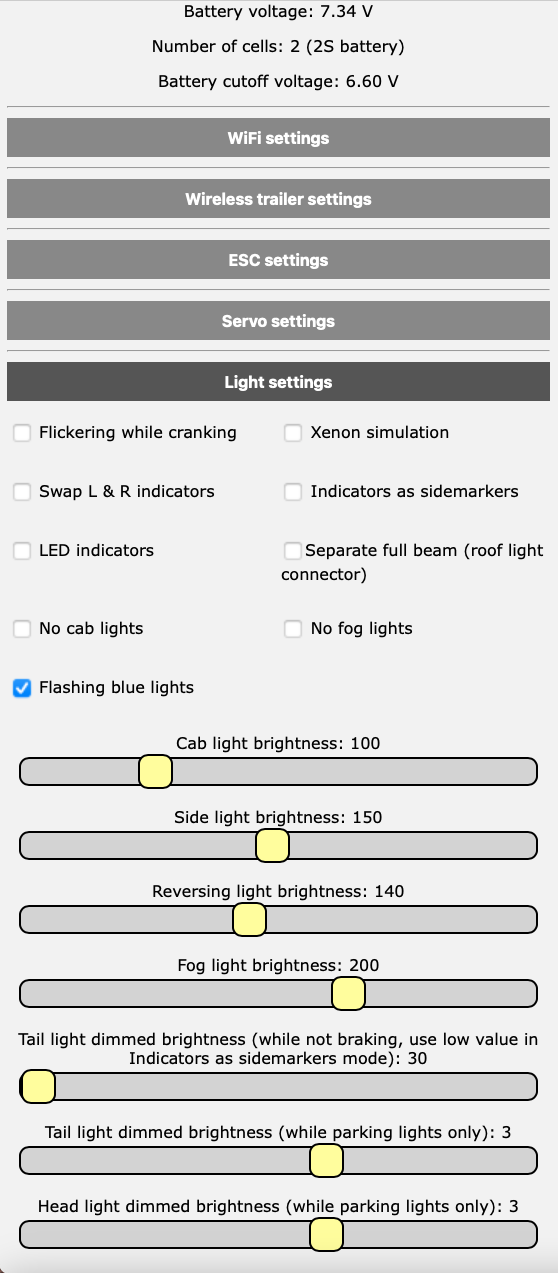 Battery voltage: 7.34 V
Number of cells: 2 (2S battery)
Battery cutoff voltage: 6.60 V
WiFi settings
Wireless trailer settings
ESC settings
Servo settings
Light settings
Flickering while cranking
Xenon simulation
Swap L & R indicators
Indicators as sidemarkers
LED indicators
Separate full beam (roof light
connector)
No cab lights
No fog lights
Flashing blue lights
Cab light brightness: 100
Side light brightness: 150
Reversing light brightness: 140
Fog light brightness: 200
Tail light dimmed brightness (while not braking, use low value in
Indicators as sidemarkers mode): 30
Tail light dimmed brightness (while parking lights only): 3
Head light dimmed brightness (while parking lights only): 3